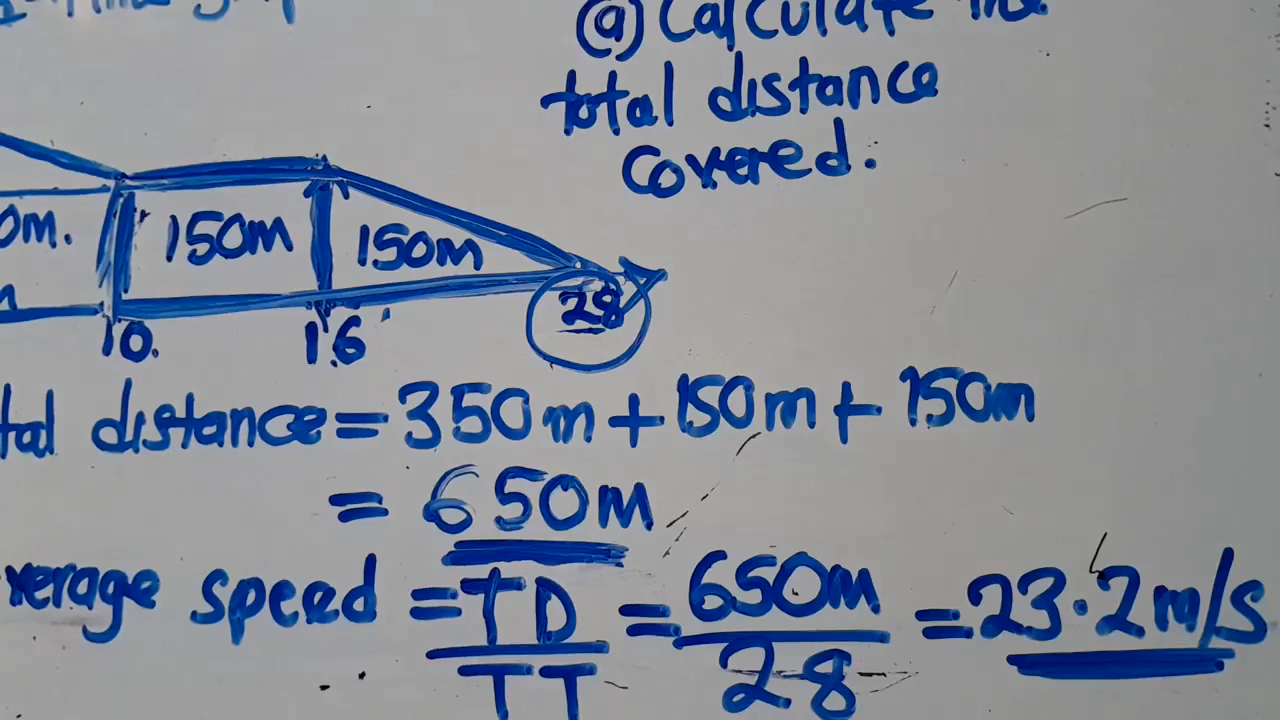 (a) Calculate the
total distance
covered.
0m. 150m 150m
10. 16 28
tal distance = 350m + 150m + 150m
= 650m
verage speed = TD/TT = 650m/28 = 23.2m/s